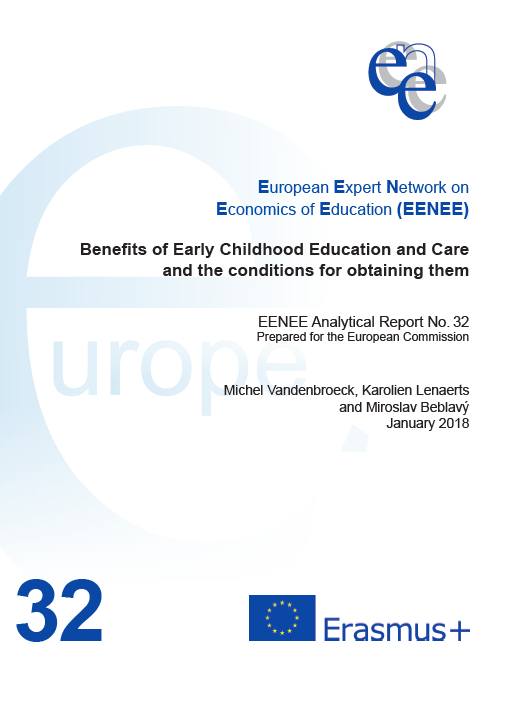 ene e
European Expert Network on
Economics of Education (EENEE)
Benefits of Early Childhood Education and Care
and the conditions for obtaining them
EENEE Analytical Report No. 32
Prepared for the European Commission
europe
Michel Vandenbroeck, Karolien Lenaerts
and Miroslav Beblavý
January 2018
32
Erasmus+